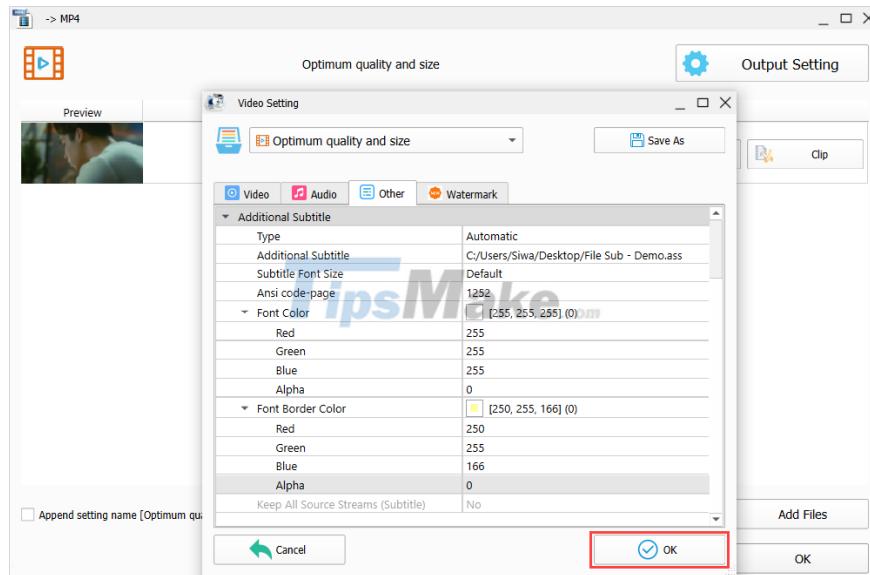 -> MP4
Optimum quality and size
Output Setting
Preview
Video Setting
Optimum quality and size
Save As
Clip
Video Audio Other Watermark
Additional Subtitle
Type Automatic
Additional Subtitle C:/Users/Siwa/Desktop/File Sub - Demo.ass
Subtitle Font Size Default
Ansi code-page 1252
TipsMake.com
Font Color [255, 255, 255] (0)
Red 255
Green 255
Blue 255
Alpha 0
Font Border Color [250, 255, 166] (0)
Red 250
Green 255
Blue 166
Alpha 0
Keep All Source Streams (Subtitle) No
Append setting name [Optimum
Add Files
Cancel
OK
OK